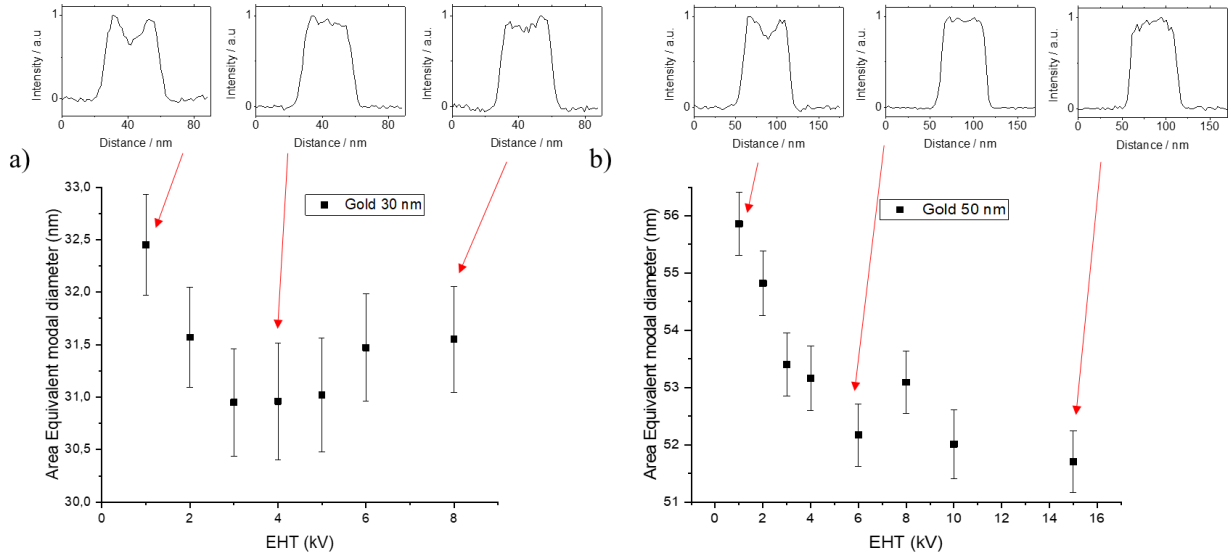 Intensity / a.u.
1
0
0 40 80
Distance / nm
Intensity / a.u
1
0
0 40 80
Distance / nm
Intensity / a.u.
1
0
0 40 80
Distance / nm
Intensity / a.u.
1
0
0 50 100 150
Distance / nm
Intensity / a.u.
1
0
0 50 100 150
Distance / nm
Intensity / a.u.
1
0
0 50 100 150
Distance / nm
a)
Area Equivalent modal diameter (nm)
33,0
32,5
32,0
31,5
31,0
30,5
30,0
Gold 30 nm
0 2 4 6 8
EHT (kV)
b)
Area Equivalent modal diameter (nm)
56
55
54
53
52
51
Gold 50 nm
0 2 4 6 8 10 12 14 16
EHT (kV)